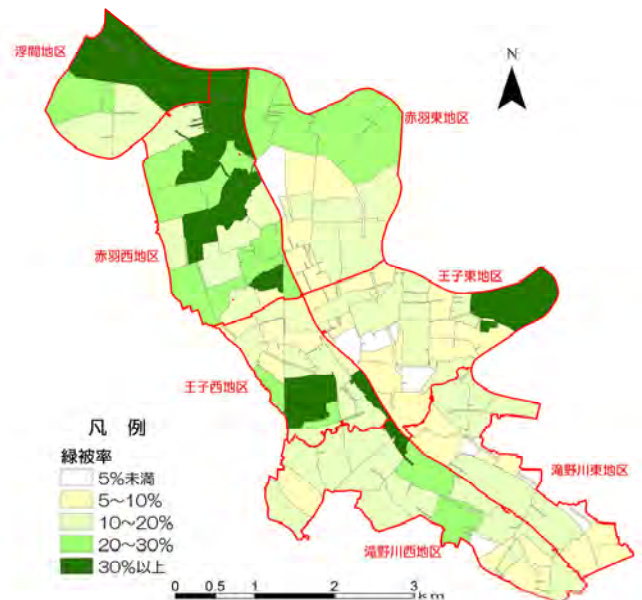 浮間地区
N
赤羽東地区
赤羽西地区
王子東地区
王子西地区
凡 例
緑被率
5%未満
5~10%
10~20%
20~30%
30%以上
滝野川東地区
滝野川西地区
0 0.5 1 2 3
km